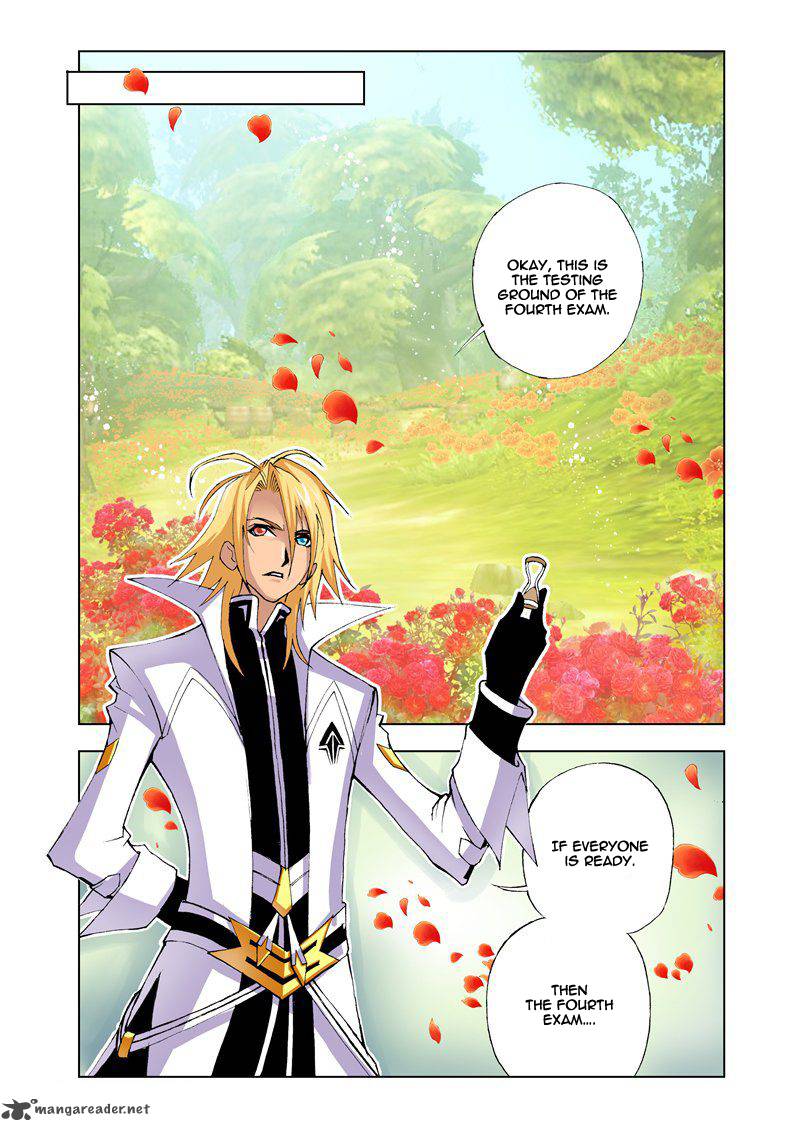 OKAY, THIS IS
THE TESTING
GROUND OF THE
FOURTH EXAM.
IF EVERYONE
IS READY.
THEN
THE FOURTH
EXAM....
mangareader.net